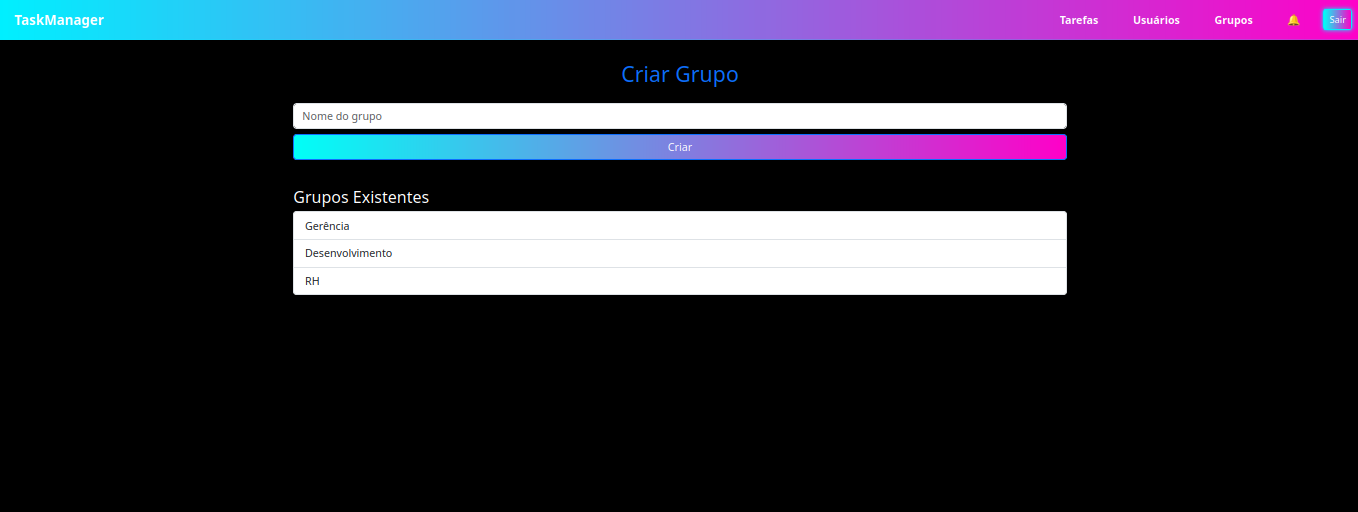 TaskManager Tarefas Usuários Grupos 🔔 Sair
Criar Grupo
Nome do grupo
Criar
Grupos Existentes
Gerência
Desenvolvimento
RH